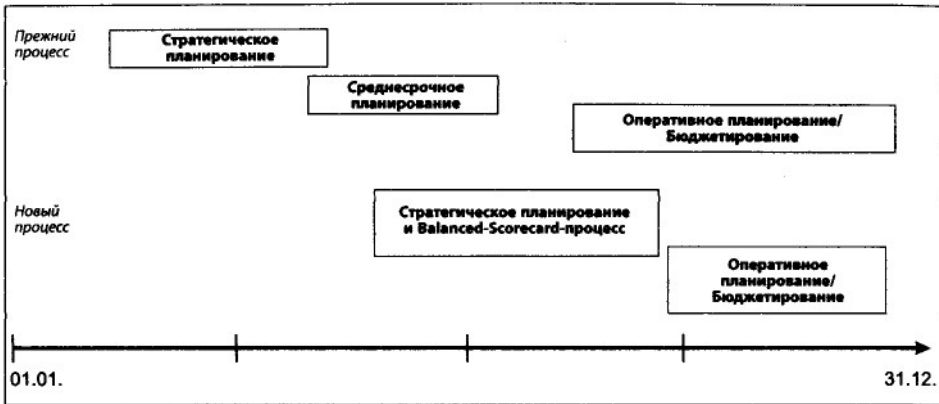 Прежний
процесс
Стратегическое
планирование
Среднесрочное
планирование
Оперативное планирование/
Бюджетирование
Новый
процесс
Стратегическое планирование
и Balanced-Scorecard-процесс
Оперативное
планирование/
Бюджетирование
01.01.
31.12.